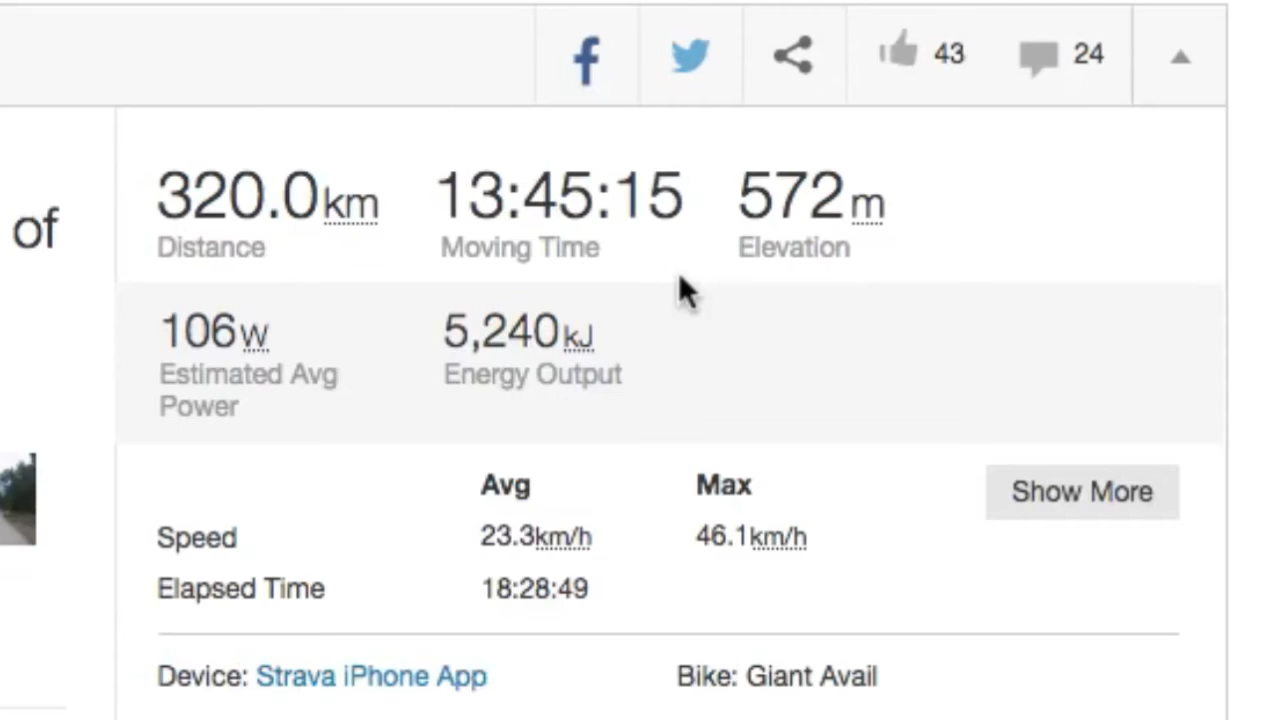 43 24
of
320.0km 13:45:15 572m
Distance Moving Time Elevation
106W 5,240kJ
Estimated Avg Energy Output
Power
Avg Max Show More
Speed 23.3km/h 46.1km/h
Elapsed Time 18:28:49
Device: Strava iPhone App Bike: Giant Avail